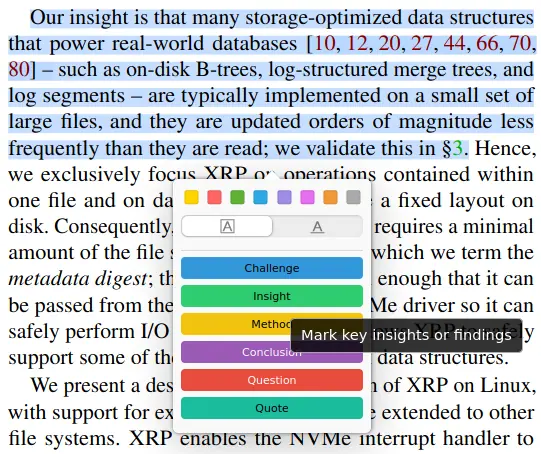 Our insight is that many storage-optimized data structures
that power real-world databases [10, 12, 20, 27, 44, 66, 70,
80] – such as on-disk B-trees, log-structured merge trees, and
log segments – are typically implemented on a small set of
large files, and they are updated orders of magnitude less
frequently than they are read; we validate this in §3. Hence,
we exclusively focus XRP on operations contained within
one file and on da a fixed layout on
disk. Consequently, requires a minimal
amount of the file which we term the
metadata digest; enough that it can
be passed from the Me driver so it can
safely perform I/O safely
support some of the data structures.
We present a des n of XRP on Linux,
with support for ex e extended to other
file systems. XRP enables the NVMe interrupt handler to
A A
Challenge
Insight
Method
Mark key insights or findings
Conclusion
Question
Quote